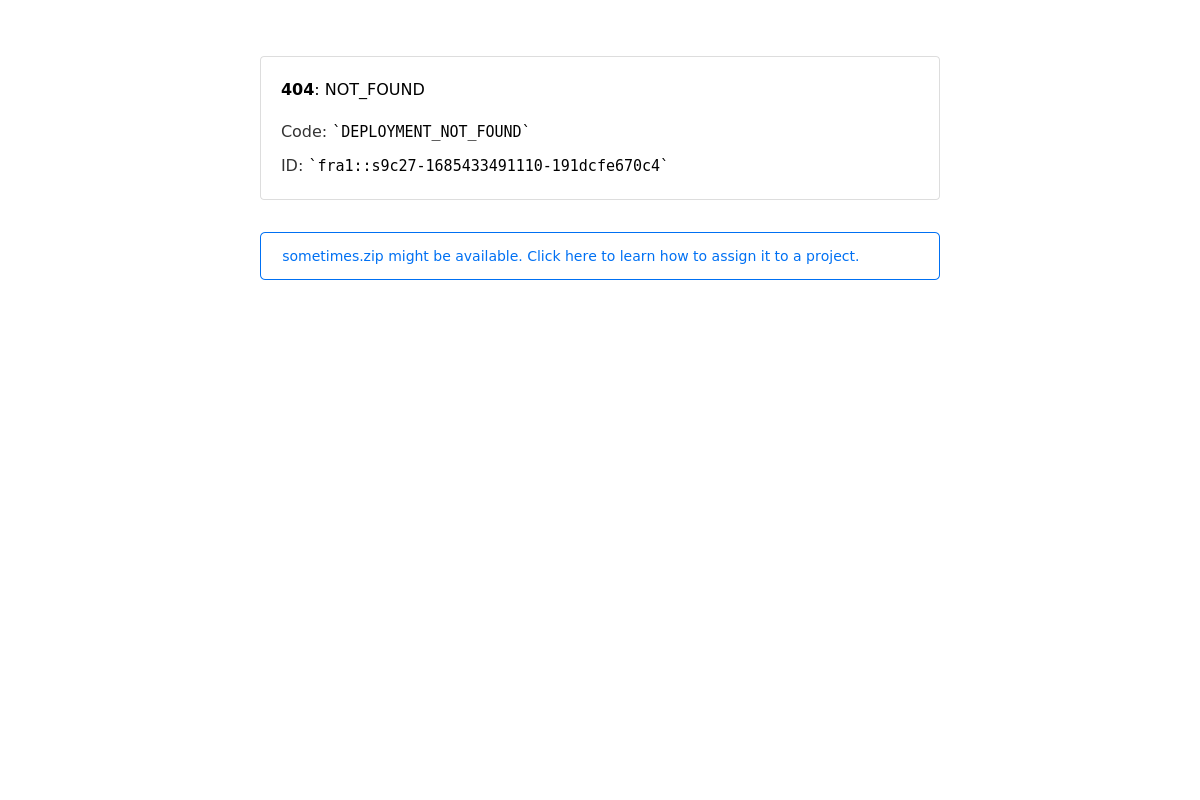 404: NOT_FOUND
Code: `DEPLOYMENT_NOT_FOUND`
ID: `fra1::s9c27-1685433491110-191dcfe670c4`
sometimes.zip might be available. Click here to learn how to assign it to a project.